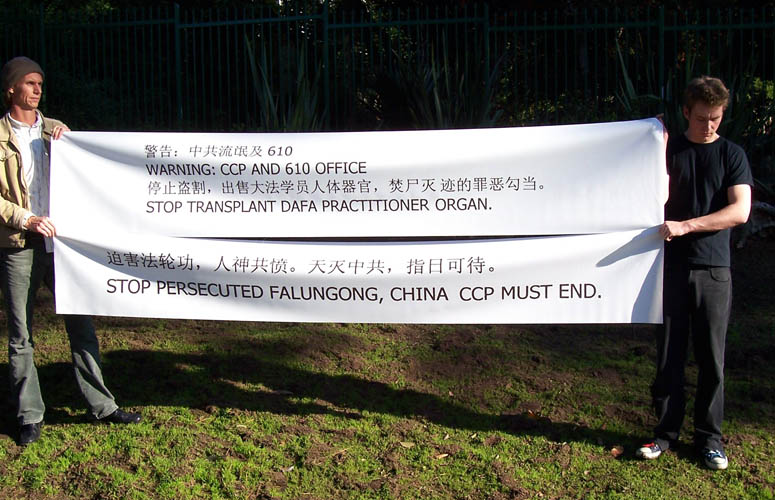 警告：中共流氓及 610
WARNING: CCP AND 610 OFFICE
停止盗割，出售大法学员人体器官，焚尸灭 迹的罪恶勾当。
STOP TRANSPLANT DAFA PRACTITIONER ORGAN.
迫害法轮功，人神共愤。天灭中共，指日可待。
STOP PERSECUTED FALUNGONG, CHINA CCP MUST END.